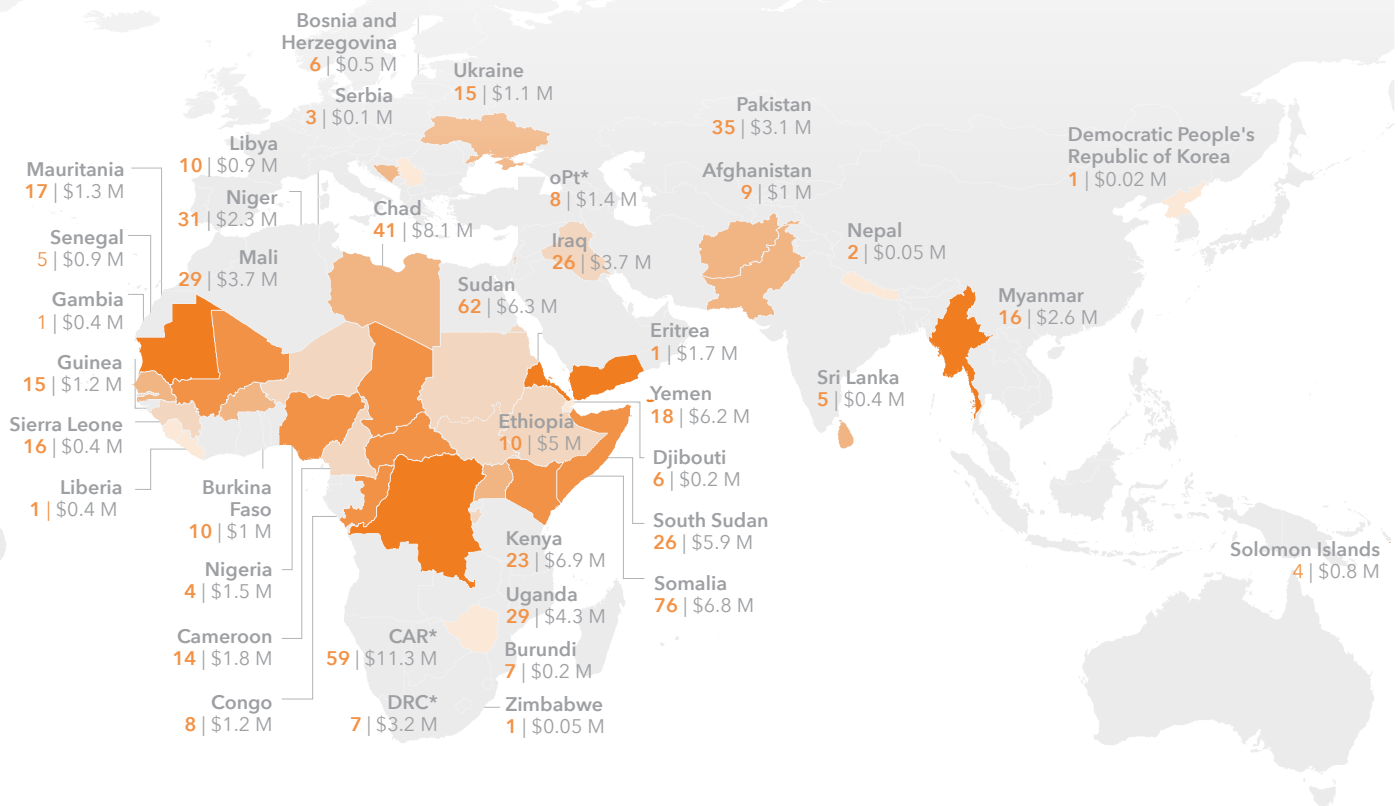 Bosnia and
Herzegovina
6 | $0.5 M
Ukraine
15 | $1.1 M
Serbia
3 | $0.1 M
Pakistan
35 | $3.1 M
Democratic People's
Republic of Korea
1 | $0.02 M
Libya
10 | $0.9 M
Mauritania
17 | $1.3 M
Niger
31 | $2.3 M
Chad
41 | $8.1 M
oPt*
8 | $1.4 M
Afghanistan
9 | $1 M
Senegal
5 | $0.9 M
Mali
29 | $3.7 M
Iraq
26 | $3.7 M
Nepal
2 | $0.05 M
Gambia
1 | $0.4 M
Sudan
62 | $6.3 M
Myanmar
16 | $2.6 M
Eritrea
1 | $1.7 M
Guinea
15 | $1.2 M
Yemen
18 | $6.2 M
Sri Lanka
5 | $0.4 M
Sierra Leone
16 | $0.4 M
Ethiopia
10 | $5 M
Djibouti
6 | $0.2 M
Liberia
1 | $0.4 M
Burkina
Faso
10 | $1 M
South Sudan
26 | $5.9 M
Kenya
23 | $6.9 M
Solomon Islands
4 | $0.8 M
Nigeria
4 | $1.5 M
Somalia
76 | $6.8 M
Uganda
29 | $4.3 M
Cameroon
14 | $1.8 M
CAR*
59 | $11.3 M
Burundi
7 | $0.2 M
Congo
8 | $1.2 M
DRC*
7 | $3.2 M
Zimbabwe
1 | $0.05 M